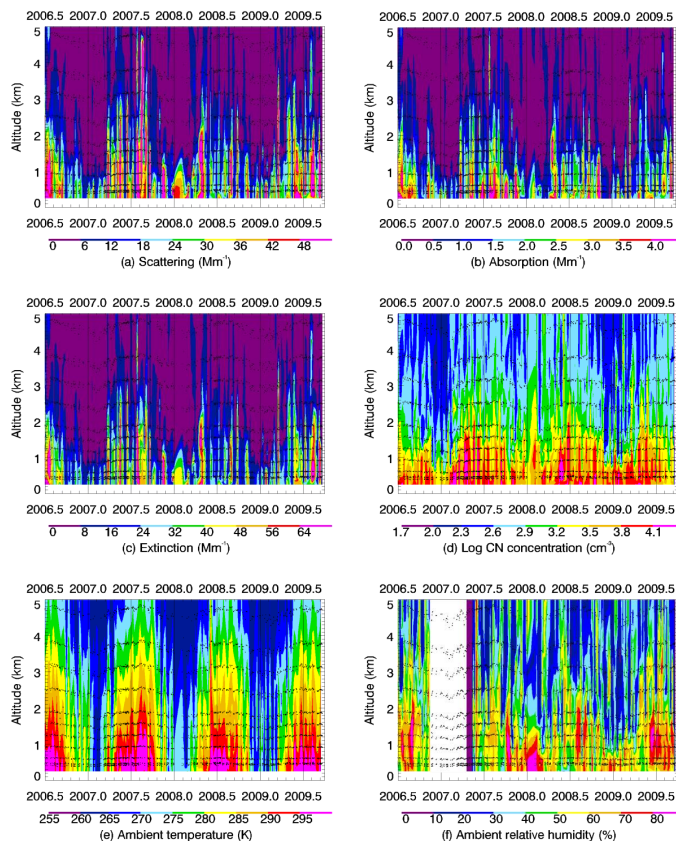 2006.5 2007.0 2007.5 2008.0 2008.5 2009.0 2009.5
5
4
3
2
1
0
Altitude (km)
2006.5 2007.0 2007.5 2008.0 2008.5 2009.0 2009.5
0 6 12 18 24 30 36 42 48
(a) Scattering (Mm⁻¹)
2006.5 2007.0 2007.5 2008.0 2008.5 2009.0 2009.5
5
4
3
2
1
0
Altitude (km)
2006.5 2007.0 2007.5 2008.0 2008.5 2009.0 2009.5
0.0 0.5 1.0 1.5 2.0 2.5 3.0 3.5 4.0
(b) Absorption (Mm⁻¹)
2006.5 2007.0 2007.5 2008.0 2008.5 2009.0 2009.5
5
4
3
2
1
0
Altitude (km)
2006.5 2007.0 2007.5 2008.0 2008.5 2009.0 2009.5
0 8 16 24 32 40 48 56 64
(c) Extinction (Mm⁻¹)
2006.5 2007.0 2007.5 2008.0 2008.5 2009.0 2009.5
5
4
3
2
1
0
Altitude (km)
2006.5 2007.0 2007.5 2008.0 2008.5 2009.0 2009.5
1.7 2.0 2.3 2.6 2.9 3.2 3.5 3.8 4.1
(d) Log CN concentration (cm⁻³)
2006.5 2007.0 2007.5 2008.0 2008.5 2009.0 2009.5
5
4
3
2
1
0
Altitude (km)
2006.5 2007.0 2007.5 2008.0 2008.5 2009.0 2009.5
255 260 265 270 275 280 285 290 295
(e) Ambient temperature (K)
2006.5 2007.0 2007.5 2008.0 2008.5 2009.0 2009.5
5
4
3
2
1
0
Altitude (km)
2006.5 2007.0 2007.5 2008.0 2008.5 2009.0 2009.5
0 10 20 30 40 50 60 70 80
(f) Ambient relative humidity (%)